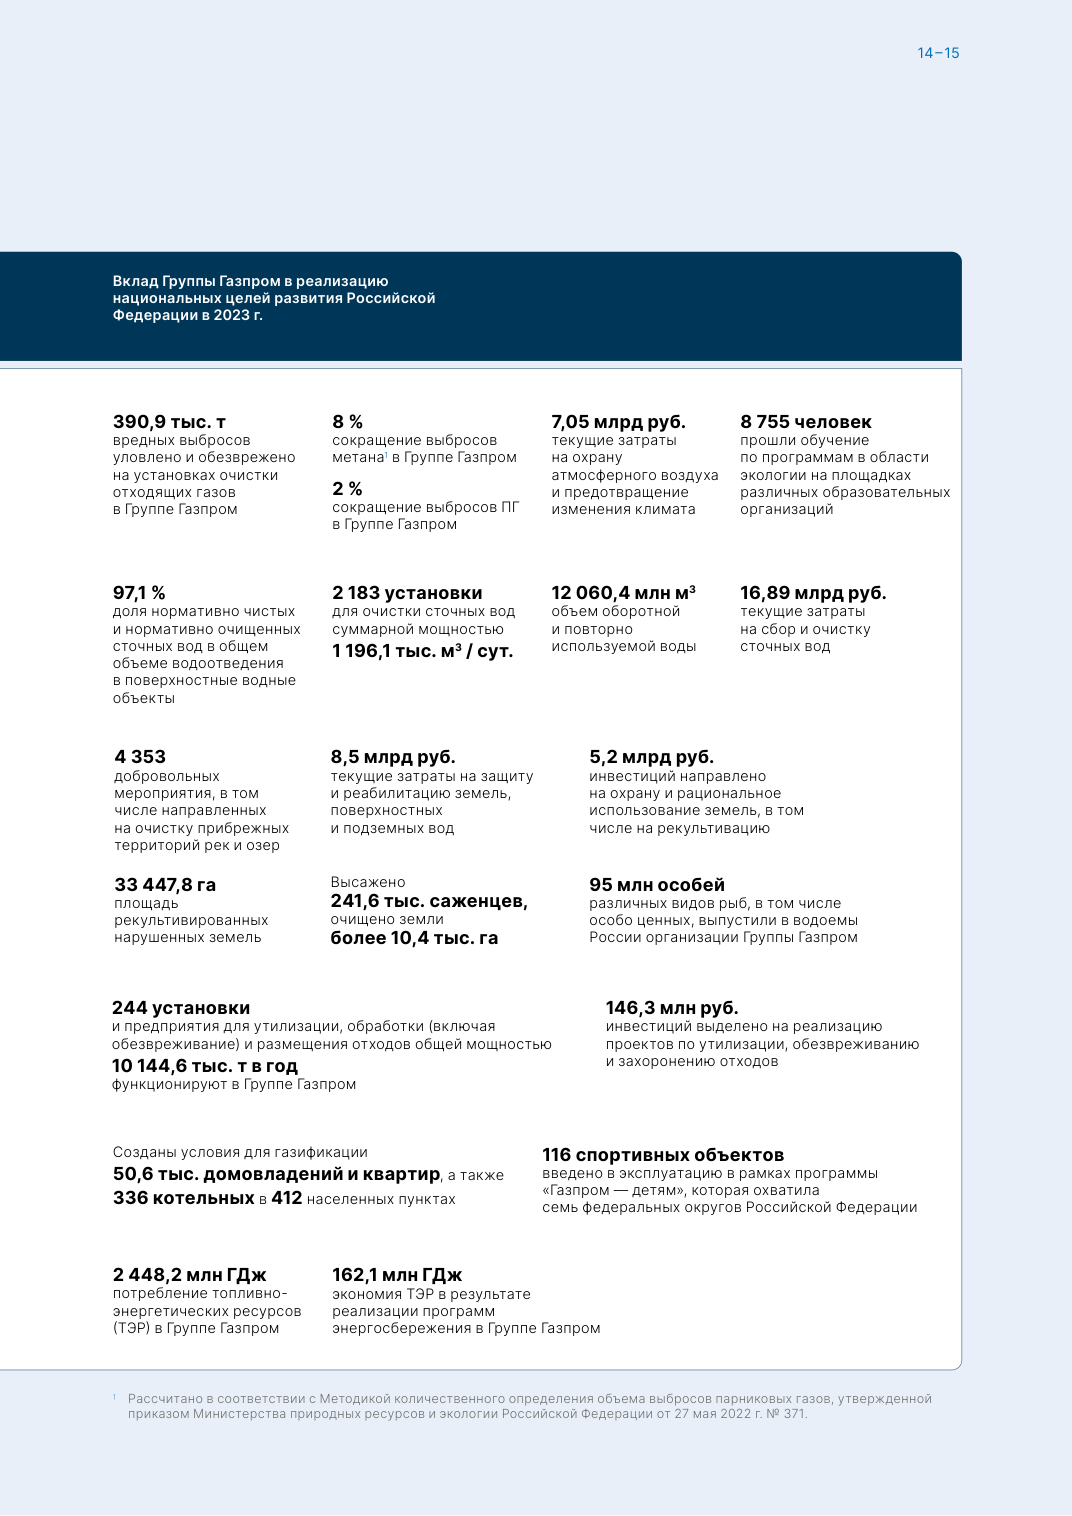 14–15
Вклад Группы Газпром в реализацию
национальных целей развития Российской
Федерации в 2023 г.
390,9 тыс. т
вредных выбросов
уловлено и обезврежено
на установках очистки
отходящих газов
в Группе Газпром
8 %
сокращение выбросов
метана¹ в Группе Газпром
2 %
сокращение выбросов ПГ
в Группе Газпром
7,05 млрд руб.
текущие затраты
на охрану
атмосферного воздуха
и предотвращение
изменения климата
8 755 человек
прошли обучение
по программам в области
экологии на площадках
различных образовательных
организаций
97,1 %
доля нормативно чистых
и нормативно очищенных
сточных вод в общем
объеме водоотведения
в поверхностные водные
объекты
2 183 установки
для очистки сточных вод
суммарной мощностью
1 196,1 тыс. м³ / сут.
12 060,4 млн м³
объем оборотной
и повторно
используемой воды
16,89 млрд руб.
текущие затраты
на сбор и очистку
сточных вод
4 353
добровольных
мероприятия, в том
числе направленных
на очистку прибрежных
территорий рек и озер
8,5 млрд руб.
текущие затраты на защиту
и реабилитацию земель,
поверхностных
и подземных вод
5,2 млрд руб.
инвестиций направлено
на охрану и рациональное
использование земель, в том
числе на рекультивацию
33 447,8 га
площадь
рекультивированных
нарушенных земель
Высажено
241,6 тыс. саженцев,
очищено земли
более 10,4 тыс. га
95 млн особей
различных видов рыб, в том числе
особо ценных, выпустили в водоемы
России организации Группы Газпром
244 установки
и предприятия для утилизации, обработки (включая
обезвреживание) и размещения отходов общей мощностью
10 144,6 тыс. т в год
функционируют в Группе Газпром
146,3 млн руб.
инвестиций выделено на реализацию
проектов по утилизации, обезвреживанию
и захоронению отходов
Созданы условия для газификации
50,6 тыс. домовладений и квартир, а также
336 котельных в 412 населенных пунктах
116 спортивных объектов
введено в эксплуатацию в рамках программы
«Газпром — детям», которая охватила
семь федеральных округов Российской Федерации
2 448,2 млн ГДж
потребление топливно-
энергетических ресурсов
(ТЭР) в Группе Газпром
162,1 млн ГДж
экономия ТЭР в результате
реализации программ
энергосбережения в Группе Газпром
¹ Рассчитано в соответствии с Методикой количественного определения объема выбросов парниковых газов, утвержденной
приказом Министерства природных ресурсов и экологии Российской Федерации от 27 мая 2022 г. № 371.